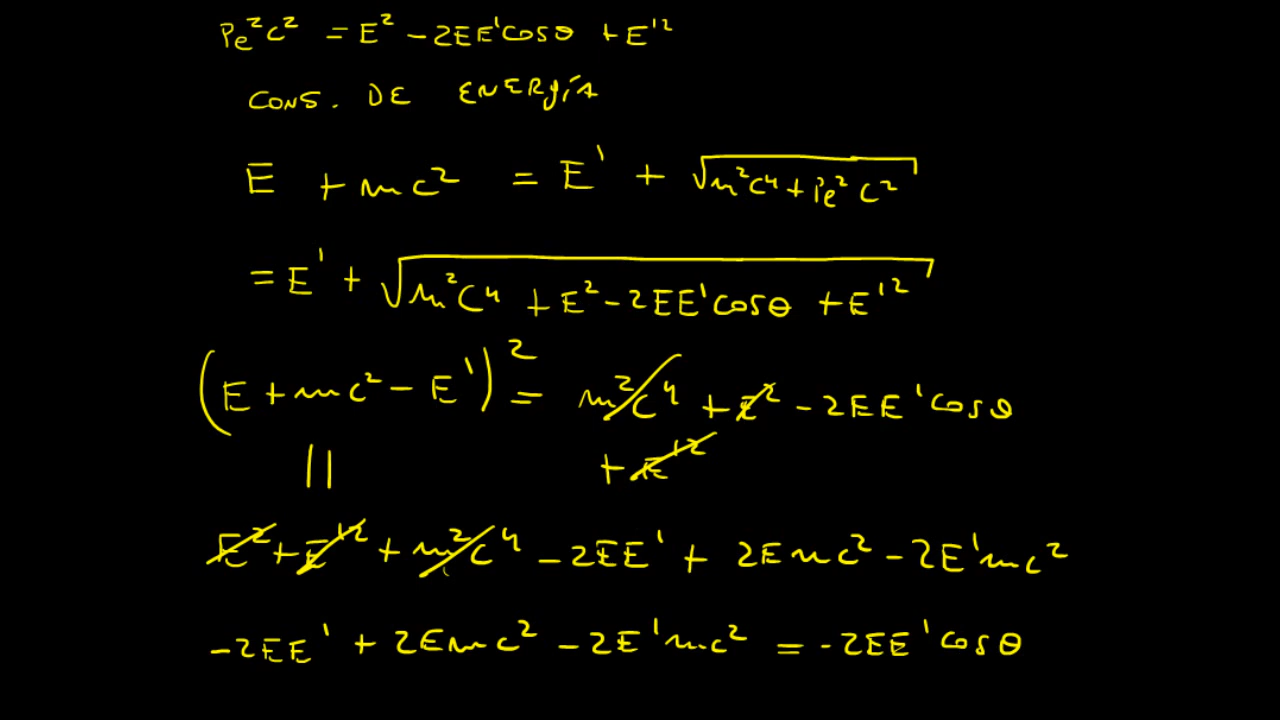 Pe²c² = E² - 2EE'cosθ + E'²
CONS. DE ENERGÍA
E + mc² = E' + √(m²c⁴ + Pe²c²)
= E' + √(m²c⁴ + E² - 2EE'cosθ + E'²)
(E + mc² - E')² = m²c⁴ + E² - 2EE'cosθ
|| + E'²
E² + E'² + m²c⁴ - 2EE' + 2Emc² - 2E'mc²
-2EE' + 2Emc² - 2E'mc² = -2EE'cosθ